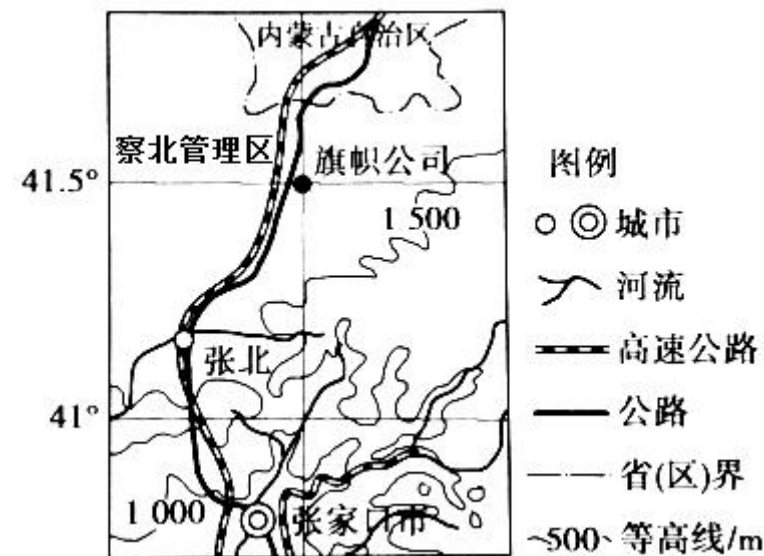 内蒙古自治区
察北管理区
旗帜公司
41.5°
1 500
张北
41°
1 000
张家口市
图例
城市
河流
高速公路
公路
省(区)界
500 等高线/m